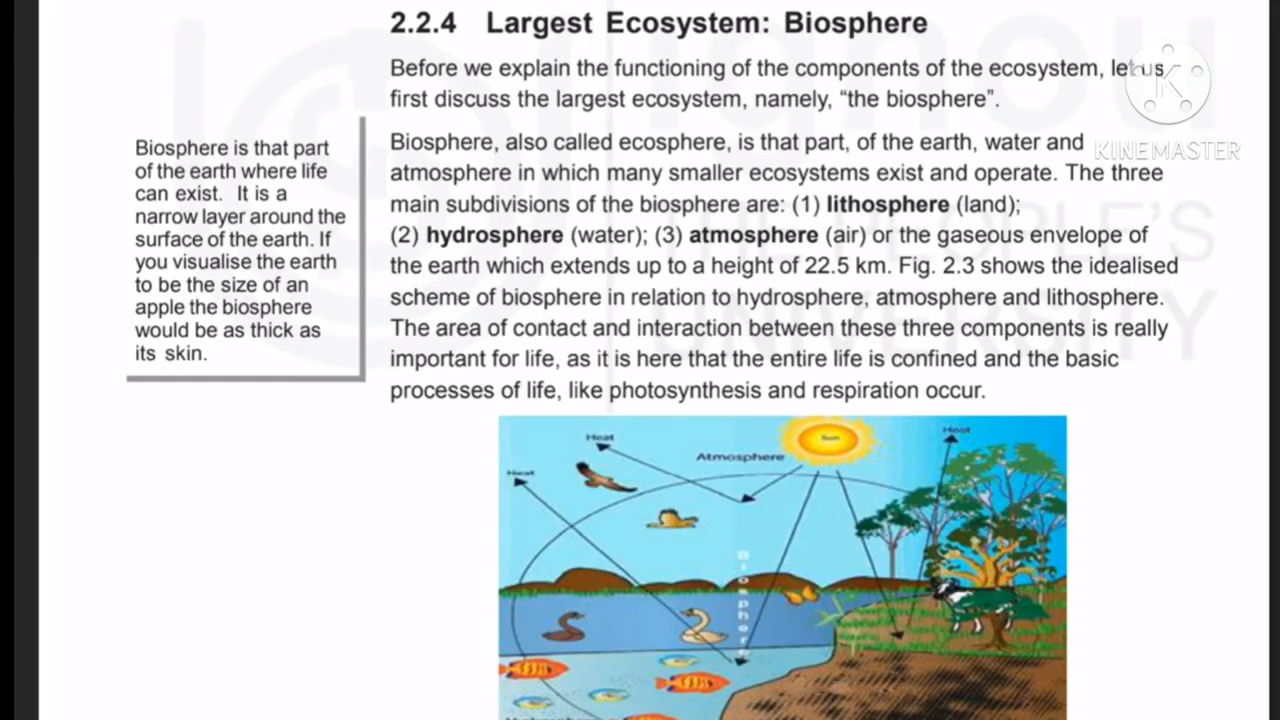 2.2.4 Largest Ecosystem: Biosphere
Before we explain the functioning of the components of the ecosystem, let us
first discuss the largest ecosystem, namely, “the biosphere”.
K
KINEMASTER
Biosphere is that part
of the earth where life
can exist. It is a
narrow layer around the
surface of the earth. If
you visualise the earth
to be the size of an
apple the biosphere
would be as thick as
its skin.
Biosphere, also called ecosphere, is that part, of the earth, water and
atmosphere in which many smaller ecosystems exist and operate. The three
main subdivisions of the biosphere are: (1) lithosphere (land);
(2) hydrosphere (water); (3) atmosphere (air) or the gaseous envelope of
the earth which extends up to a height of 22.5 km. Fig. 2.3 shows the idealised
scheme of biosphere in relation to hydrosphere, atmosphere and lithosphere.
The area of contact and interaction between these three components is really
important for life, as it is here that the entire life is confined and the basic
processes of life, like photosynthesis and respiration occur.
ignou
THE PEOPLE'S
UNIVERSITY
Heat
Sun
Heat
Atmosphere
Heat
Biosphere